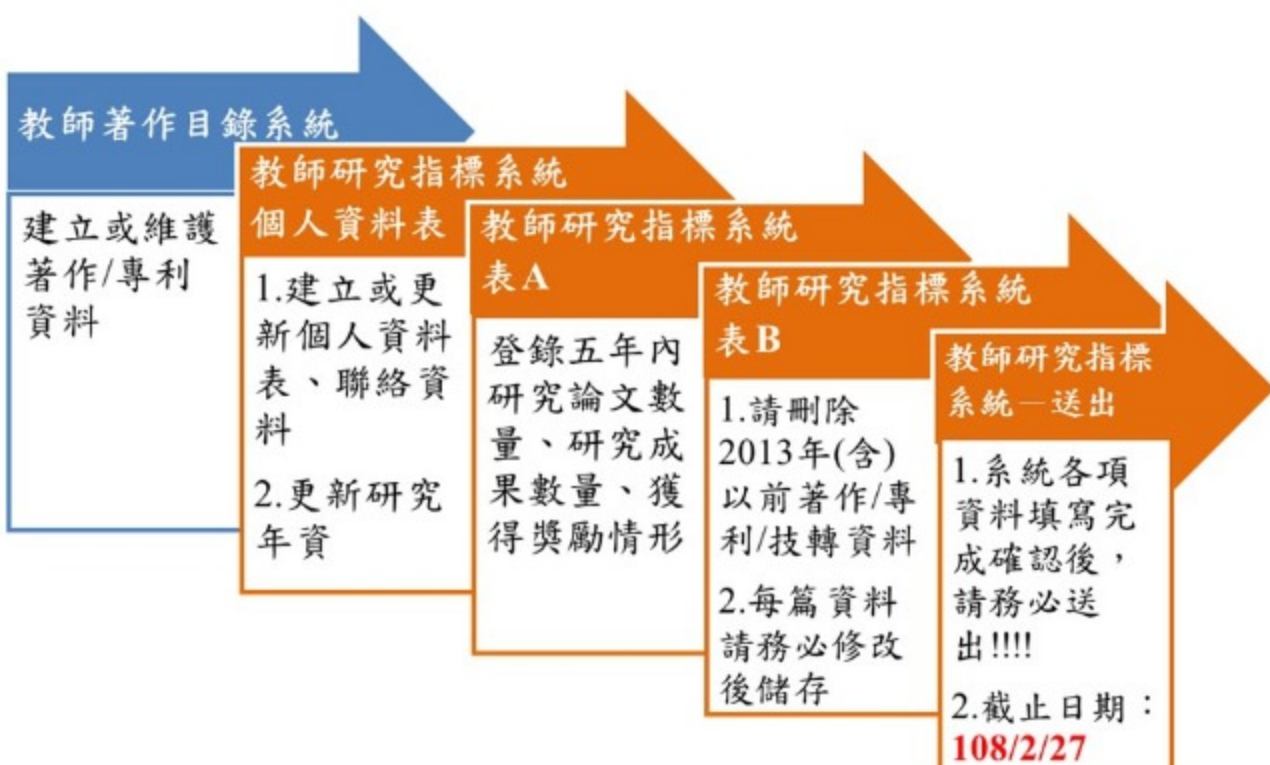 教師著作目錄系統
建立或維護
著作/專利
資料
教師研究指標系統
個人資料表
1.建立或更
新個人資料
表、聯絡資
料
2.更新研究
年資
教師研究指標系統
表A
登錄五年內
研究論文數
量、研究成
果數量、獲
得獎勵情形
教師研究指標系統
表B
1.請刪除
2013年(含)
以前著作/專
利/技轉資料
2.每篇資料
請務必修改
後儲存
教師研究指標
系統－送出
1.系統各項
資料填寫完
成確認後，
請務必送
出!!!!
2.截止日期：
108/2/27